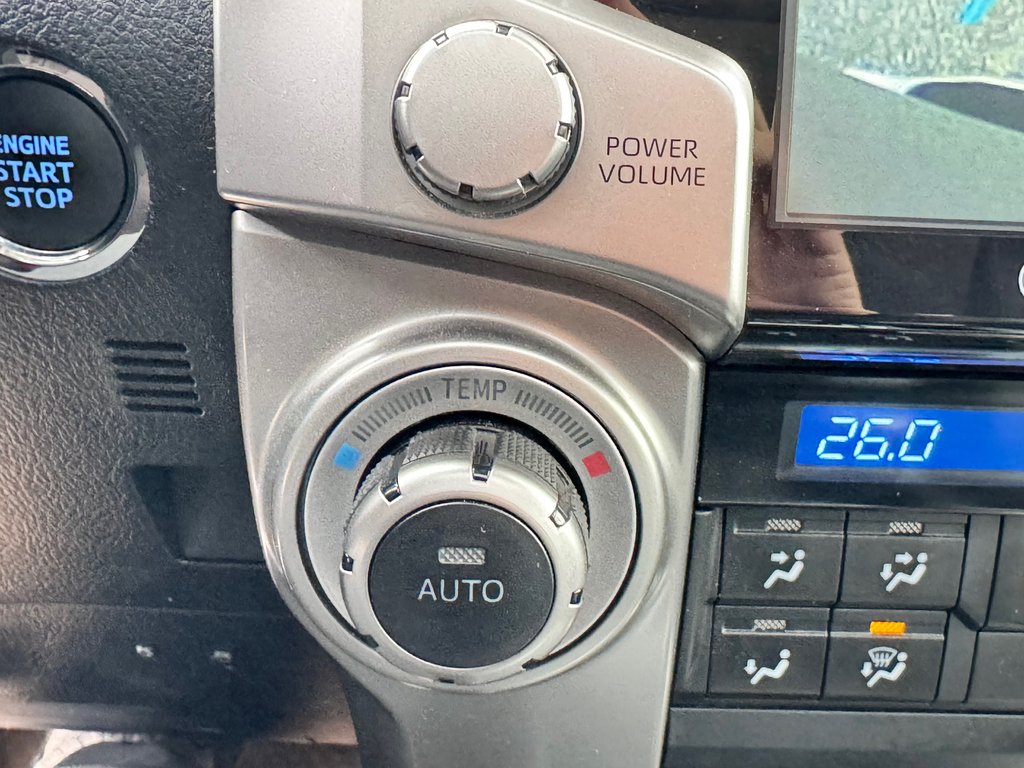 ENGINE
START
STOP
POWER
VOLUME
TEMP
26.0
AUTO